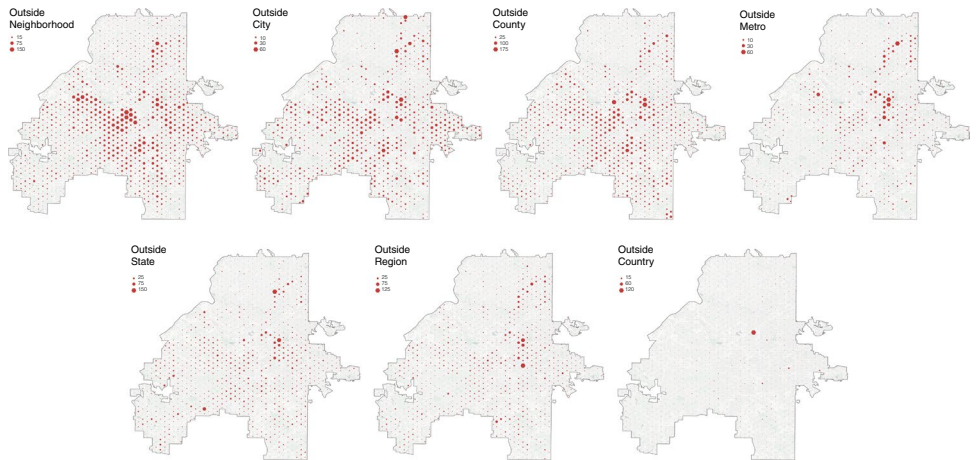 Outside
Neighborhood
15
75
150
Outside
City
10
30
60
Outside
County
25
100
175
Outside
Metro
10
30
60
Outside
State
25
75
150
Outside
Region
25
75
125
Outside
Country
15
60
120